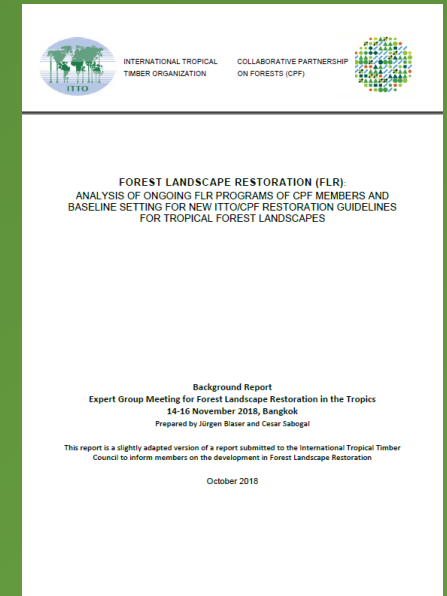 ITTO
INTERNATIONAL TROPICAL
TIMBER ORGANIZATION
COLLABORATIVE PARTNERSHIP
ON FORESTS (CPF)
FOREST LANDSCAPE RESTORATION (FLR):
ANALYSIS OF ONGOING FLR PROGRAMS OF CPF MEMBERS AND
BASELINE SETTING FOR NEW ITTO/CPF RESTORATION GUIDELINES
FOR TROPICAL FOREST LANDSCAPES
Background Report
Expert Group Meeting for Forest Landscape Restoration in the Tropics
14-16 November 2018, Bangkok
Prepared by Jürgen Blaser and Cesar Sabogal
This report is a slightly adapted version of a report submitted to the International Tropical Timber
Council to inform members on the development in Forest Landscape Restoration
October 2018